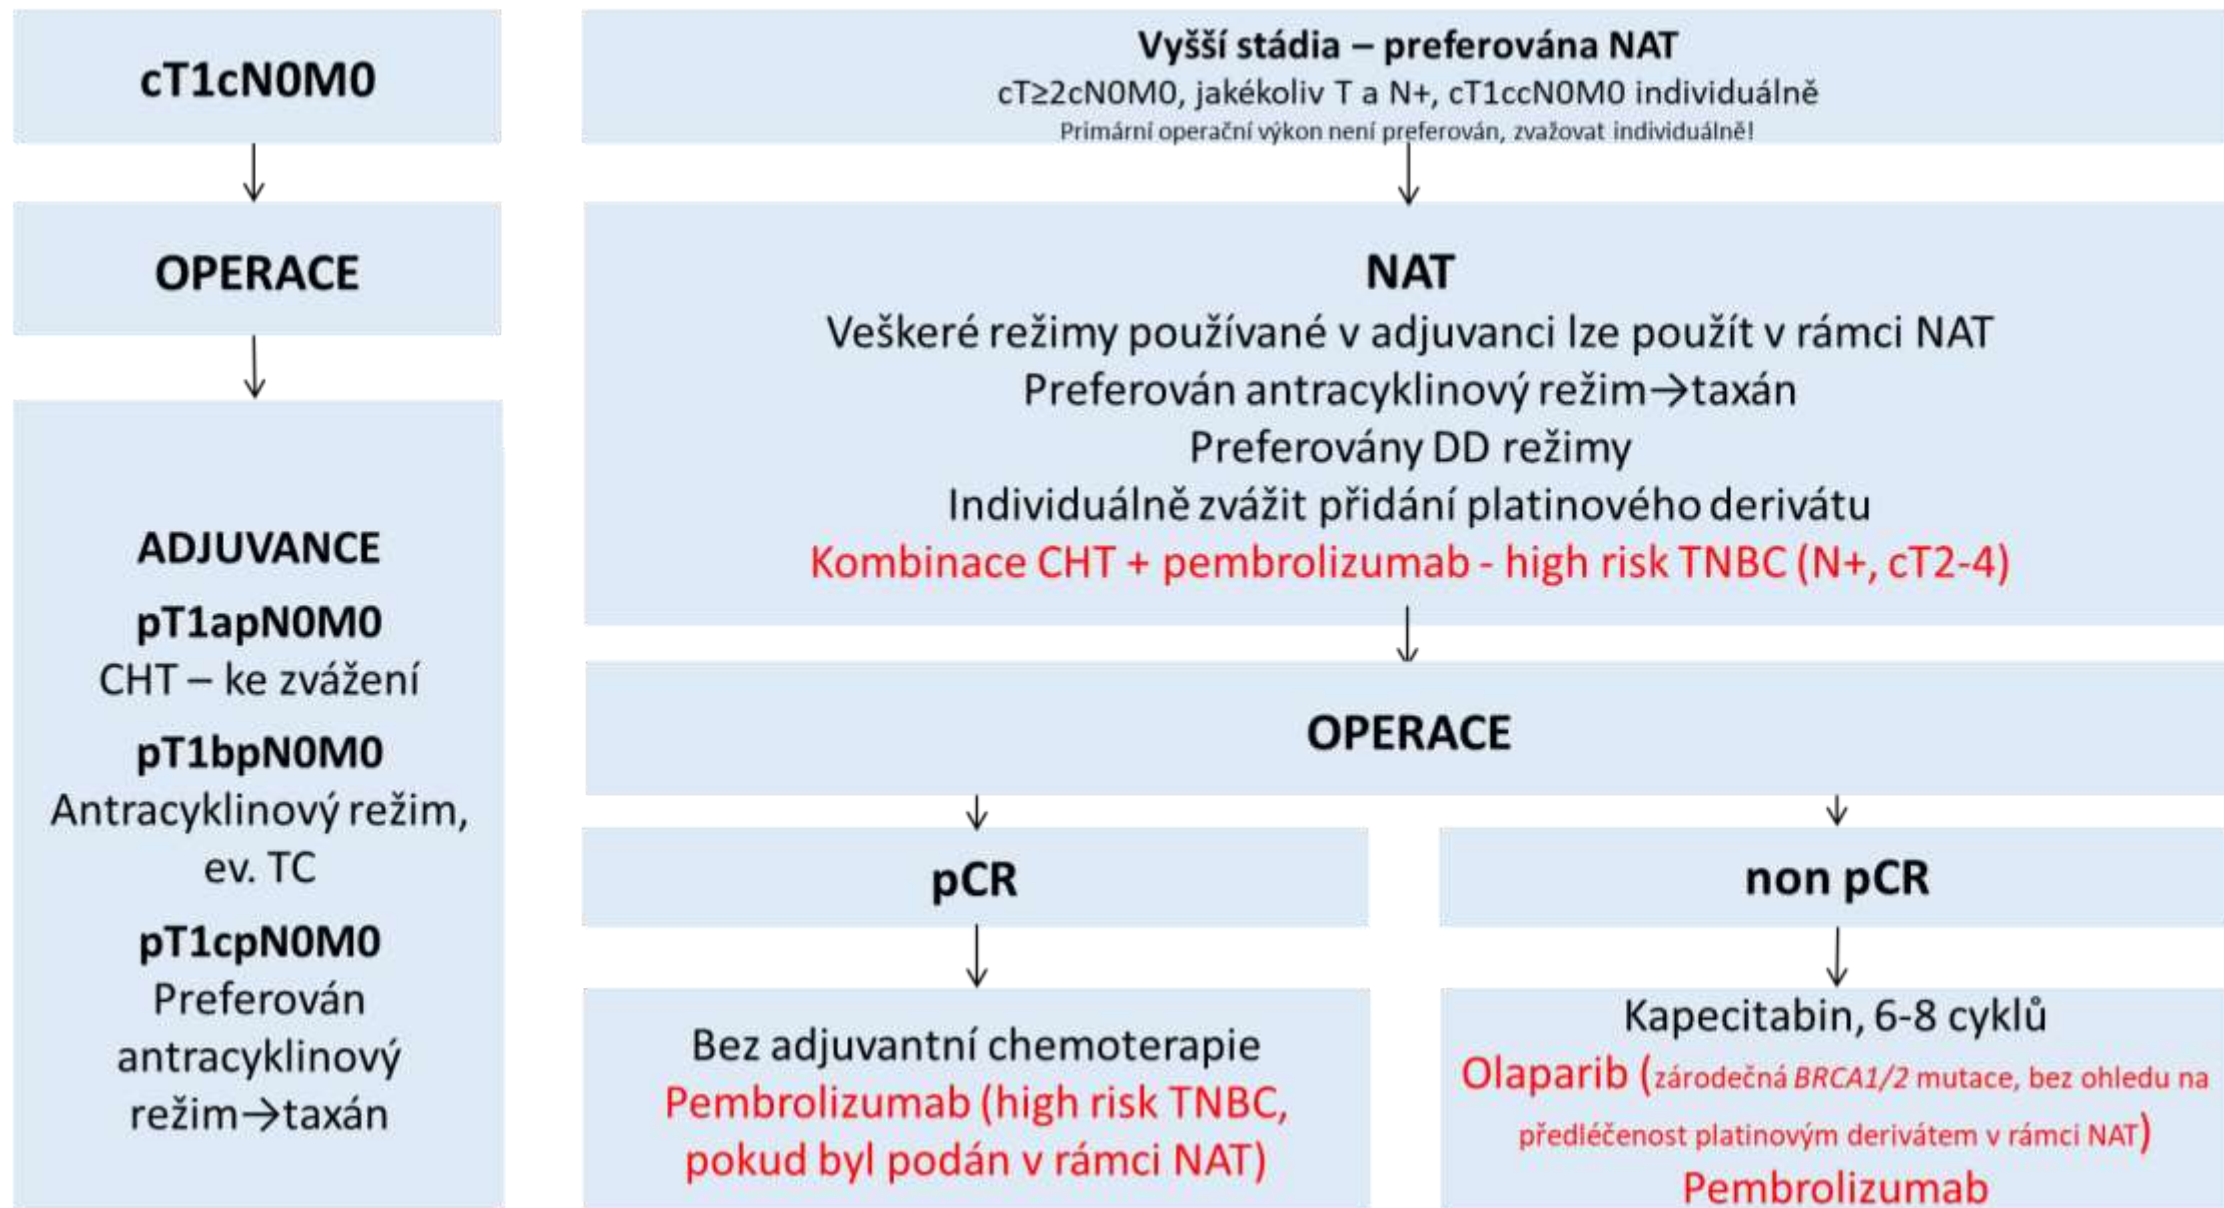 cT1cN0M0
OPERACE
ADJUVANCE
pT1apN0M0
CHT – ke zvážení
pT1bpN0M0
Antracyklinový režim,
ev. TC
pT1cpN0M0
Preferován
antracyklinový
režim→taxán
Vyšší stádia – preferována NAT
cT≥2cN0M0, jakékoliv T a N+, cT1ccN0M0 individuálně
Primární operační výkon není preferován, zvažovat individuálně!
NAT
Veškeré režimy používané v adjuvanci lze použít v rámci NAT
Preferován antracyklinový režim→taxán
Preferovány DD režimy
Individuálně zvážit přidání platinového derivátu
Kombinace CHT + pembrolizumab - high risk TNBC (N+, cT2-4)
OPERACE
pCR
Bez adjuvantní chemoterapie
Pembrolizumab (high risk TNBC,
pokud byl podán v rámci NAT)
non pCR
Kapecitabin, 6-8 cyklů
Olaparib (zárodečná BRCA1/2 mutace, bez ohledu na
předléčenost platinovým derivátem v rámci NAT)
Pembrolizumab